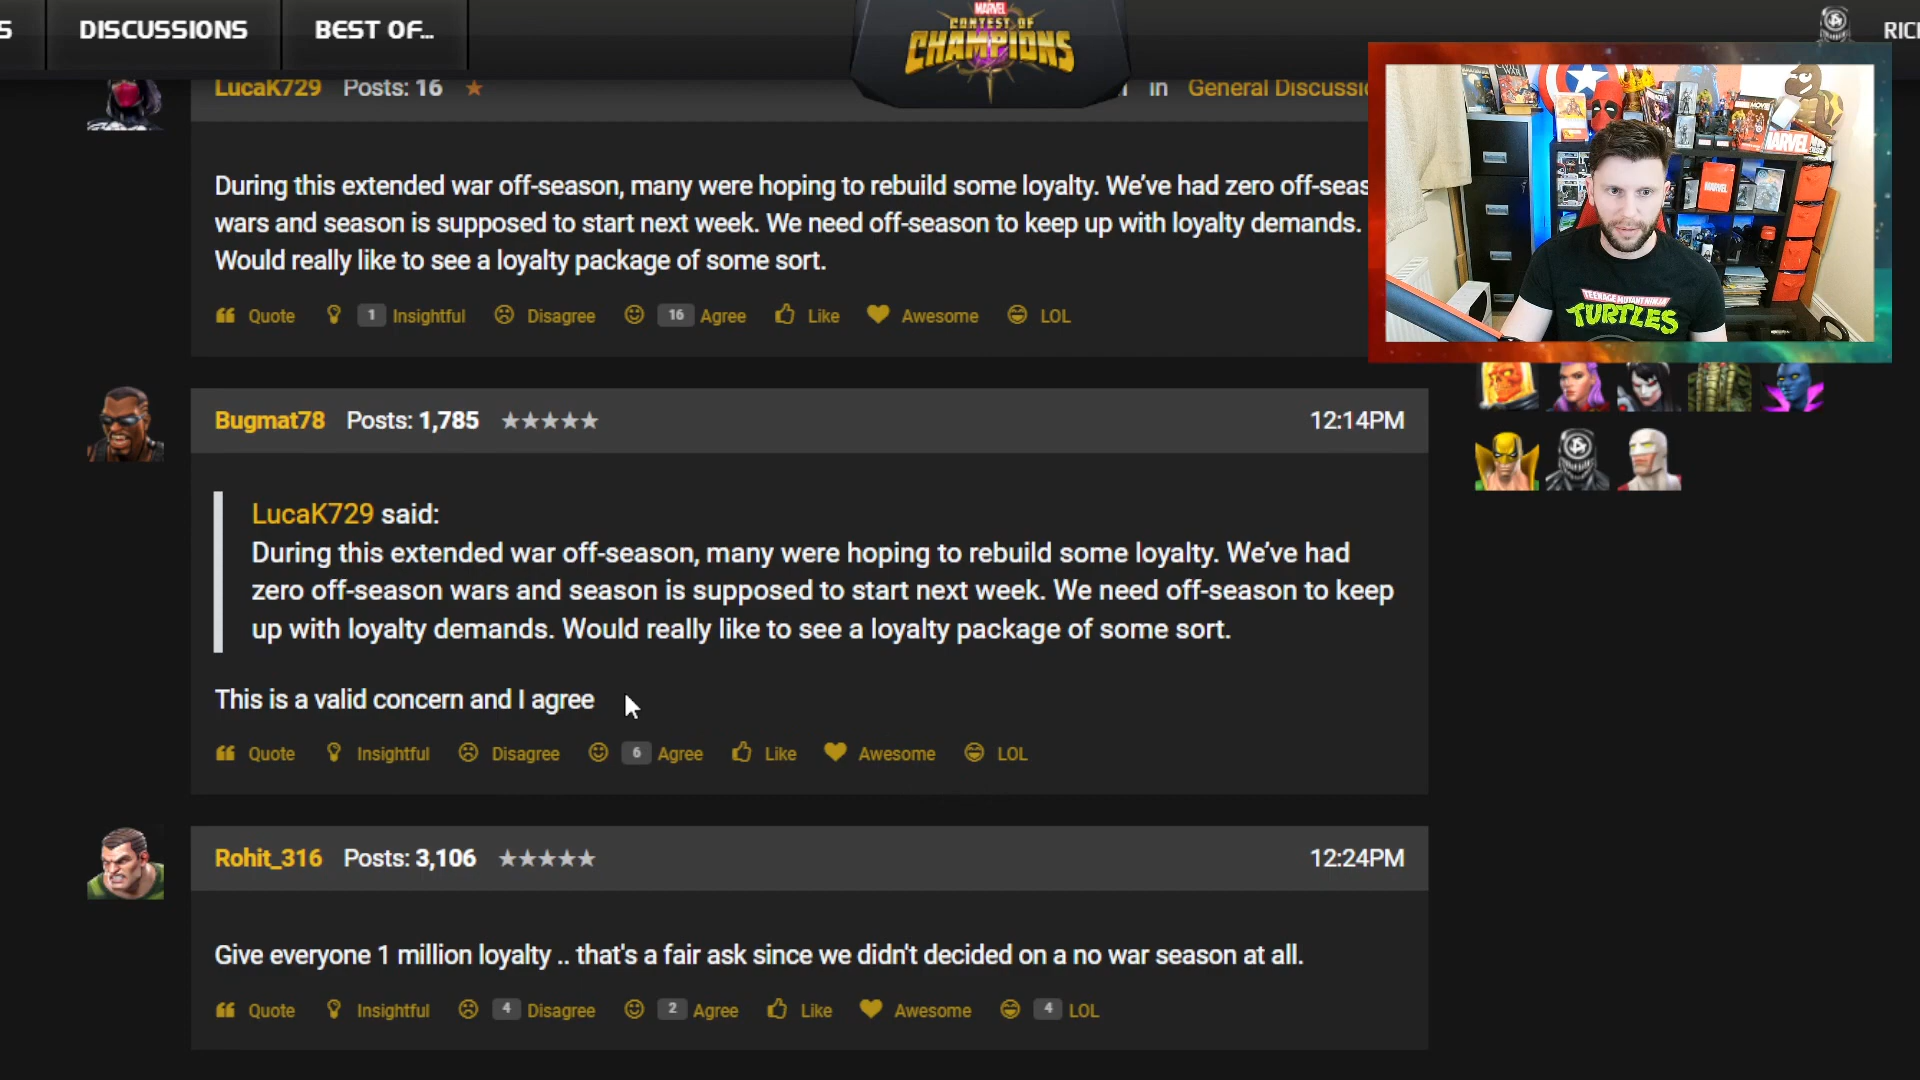 S DISCUSSIONS BEST OF...
MARVEL
CONTEST OF
CHAMPIONS
LucaK729 Posts: 16 in General Discussi
During this extended war off-season, many were hoping to rebuild some loyalty. We've had zero off-seas
wars and season is supposed to start next week. We need off-season to keep up with loyalty demands.
Would really like to see a loyalty package of some sort.
Quote 1 Insightful Disagree 16 Agree Like Awesome LOL
Bugmat78 Posts: 1,785 ★★★★★ 12:14PM
LucaK729 said:
During this extended war off-season, many were hoping to rebuild some loyalty. We've had
zero off-season wars and season is supposed to start next week. We need off-season to keep
up with loyalty demands. Would really like to see a loyalty package of some sort.
This is a valid concern and I agree
Quote Insightful Disagree 6 Agree Like Awesome LOL
Rohit_316 Posts: 3,106 ★★★★★ 12:24PM
Give everyone 1 million loyalty .. that's a fair ask since we didn't decided on a no war season at all.
Quote Insightful 4 Disagree 2 Agree Like Awesome 4 LOL
RIC
MARVEL
MARVEL
TEENAGE MUTANT NINJA
TURTLES